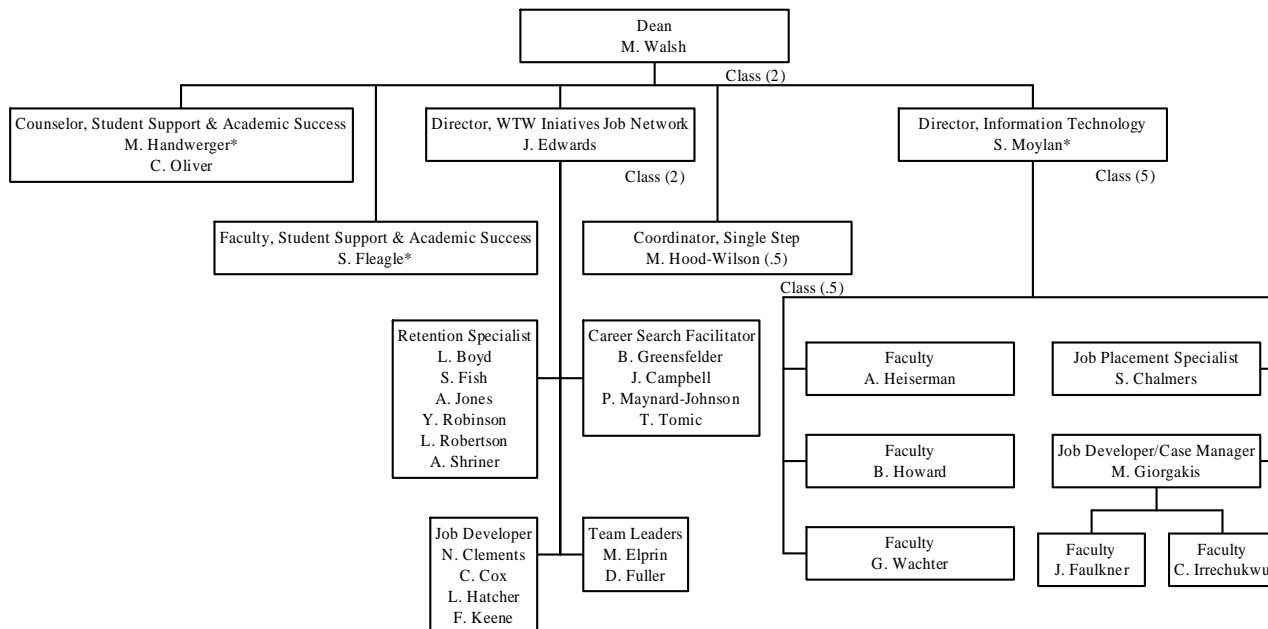 Dean
M. Walsh
Class (2)
Counselor, Student Support & Academic Success
M. Handwerger*
C. Oliver
Director, WTW Iniatives Job Network
J. Edwards
Class (2)
Director, Information Technology
S. Moylan*
Class (5)
Faculty, Student Support & Academic Success
S. Fleagle*
Coordinator, Single Step
M. Hood-Wilson (.5)
Class (.5)
Retention Specialist
L. Boyd
S. Fish
A. Jones
Y. Robinson
L. Robertson
A. Shriner
Career Search Facilitator
B. Greensfelder
J. Campbell
P. Maynard-Johnson
T. Tomic
Faculty
A. Heiserman
Job Placement Specialist
S. Chalmers
Faculty
B. Howard
Job Developer/Case Manager
M. Giorgakis
Job Developer
N. Clements
C. Cox
L. Hatcher
F. Keene
Team Leaders
M. Elprin
D. Fuller
Faculty
G. Wachter
Faculty
J. Faulkner
Faculty
C. Irrechukwu